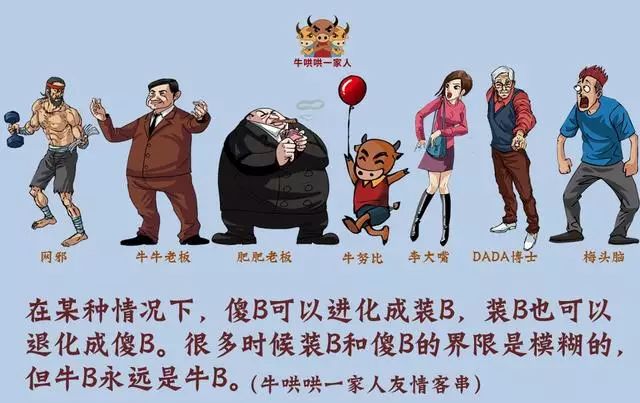 牛哄哄一家人
网邪 牛牛老板 肥肥老板 牛努比 李大嘴 DADA博士 梅头脑
在某种情况下，傻B可以进化成装B，装B也可以
退化成傻B。很多时候装B和傻B的界限是模糊的，
但牛B永远是牛B。(牛哄哄一家人友情客串)